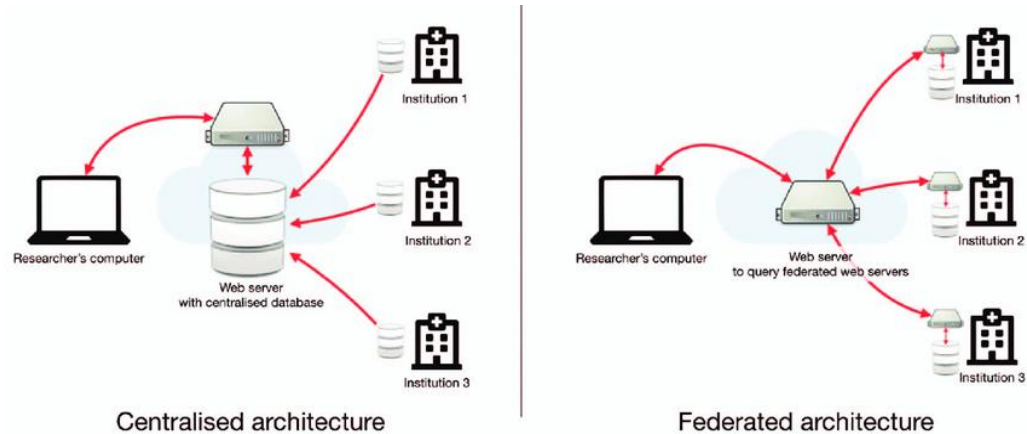 Institution 1
Institution 2
Researcher's computer
Web server
with centralised database
Institution 3
Centralised architecture
Institution 1
Institution 2
Researcher's computer
Web server
to query federated web servers
Institution 3
Federated architecture